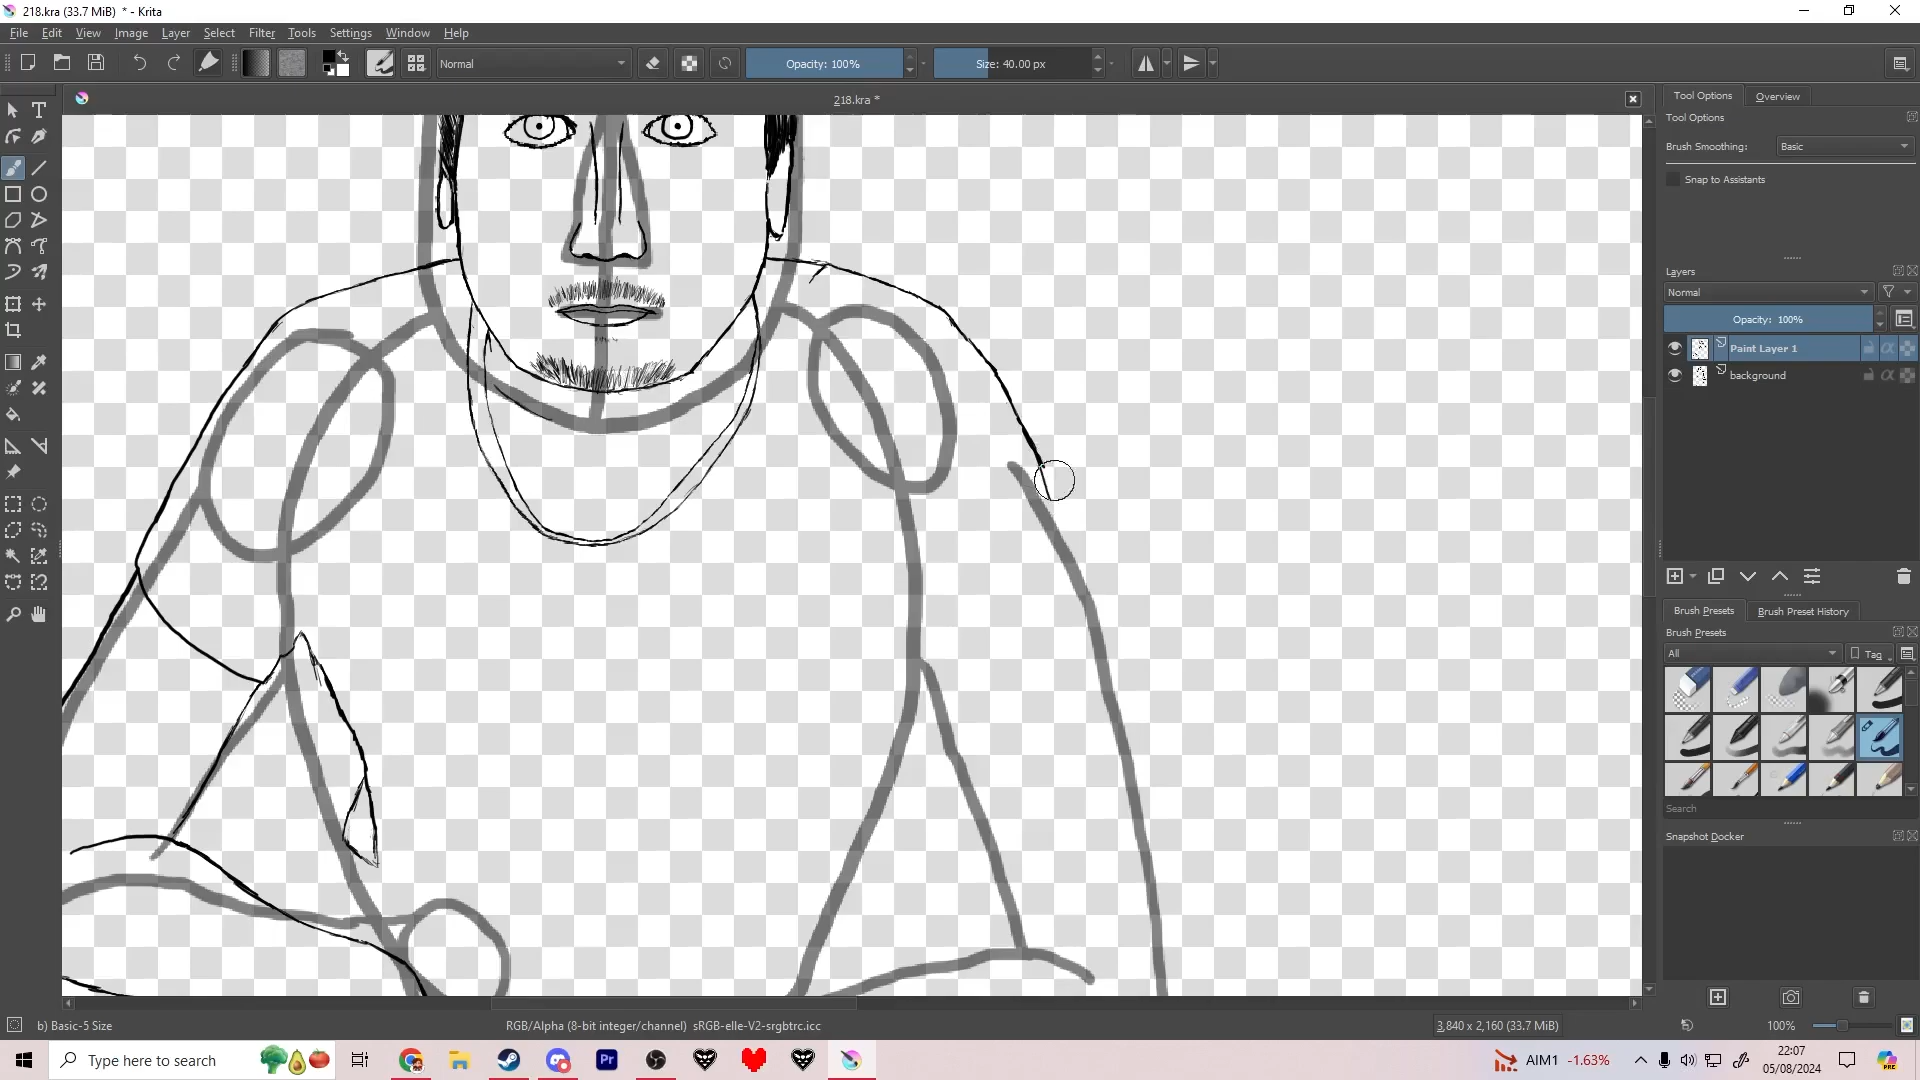 218.kra (33.7 MiB) * - Krita
File Edit View Image Layer Select Filter Tools Settings Window Help
Normal Opacity: 100% Size: 40.00 px
218.kra *
Tool Options Overview
Tool Options
Brush Smoothing: Basic
Snap to Assistants
Layers
Normal
Opacity: 100%
Paint Layer 1
background
Brush Presets Brush Preset History
Brush Presets
All Tag
Search
Snapshot Docker
b) Basic-5 Size RGB/Alpha (8-bit integer/channel) sRGB-elle-V2-srgbtrc.icc 3,840 x 2,160 (33.7 MiB) 100%
Type here to search Pr AIM1 -1.63% 22:07
05/08/2024 PRE